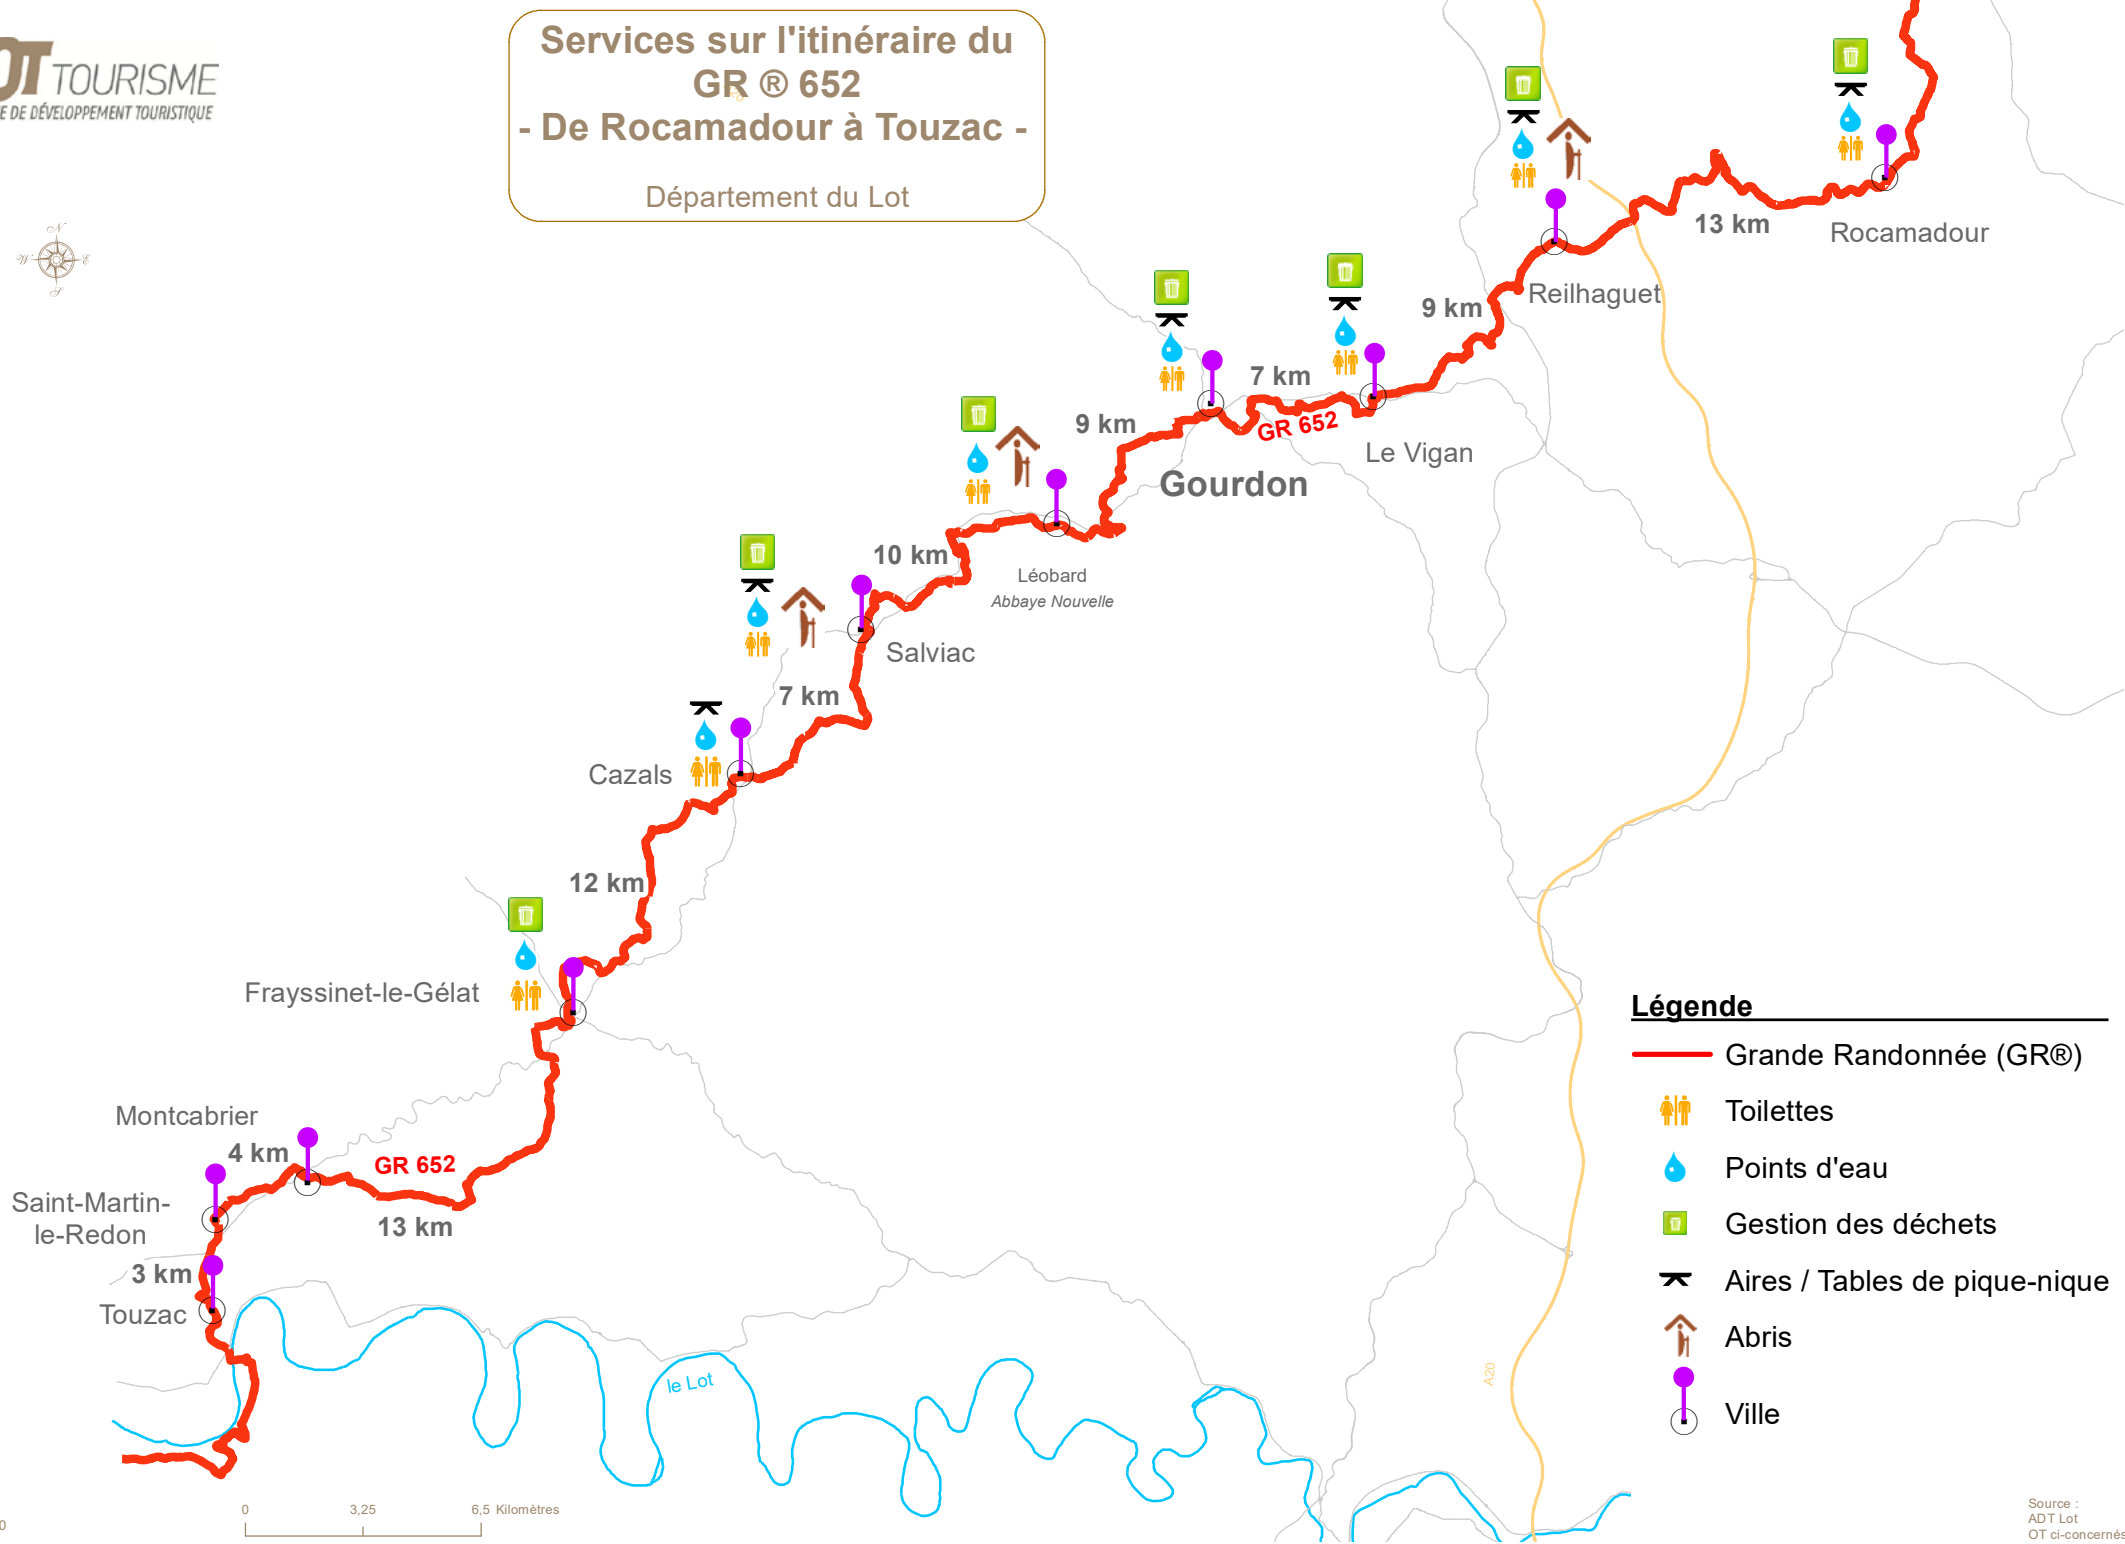 OT TOURISME
E DE DÉVELOPPEMENT TOURISTIQUE
Services sur l'itinéraire du
GR ® 652
- De Rocamadour à Touzac -
Département du Lot
N
W E
S
13 km
Rocamadour
Reilhaguet
9 km
7 km
GR 652
Le Vigan
9 km
Gourdon
10 km
Léobard
Abbaye Nouvelle
Salviac
7 km
Cazals
12 km
Frayssinet-le-Gélat
Montcabrier
4 km
GR 652
13 km
Saint-Martin-
le-Redon
3 km
Touzac
le Lot
A20
Légende
Grande Randonnée (GR®)
Toilettes
Points d'eau
Gestion des déchets
Aires / Tables de pique-nique
Abris
Ville
0 3,25 6,5 Kilomètres
0
Source :
ADT Lot
OT ci-concernés